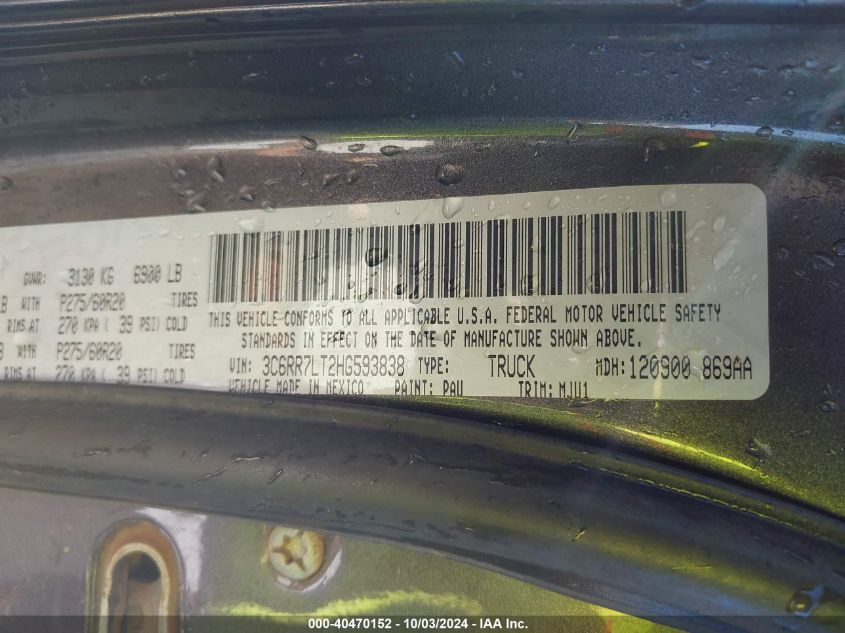 GVWR: 3130 KG 6900 LB
LB WITH P275/60R20 TIRES
RIMS AT 270 KPA ( 39 PSI) COLD
WITH P275/60R20 TIRES
RIMS AT 270 KPA ( 39 PSI) COLD
THIS VEHICLE CONFORMS TO ALL APPLICABLE U.S.A. FEDERAL MOTOR VEHICLE SAFETY
STANDARDS IN EFFECT ON THE DATE OF MANUFACTURE SHOWN ABOVE.
VIN: 3C6RR7LT2HG593838 TYPE: TRUCK MDH: 120900 869AA
VEHICLE MADE IN MEXICO PAINT: PAU TRIM: MJU1
000-40470152 - 10/03/2024 - IAA Inc.